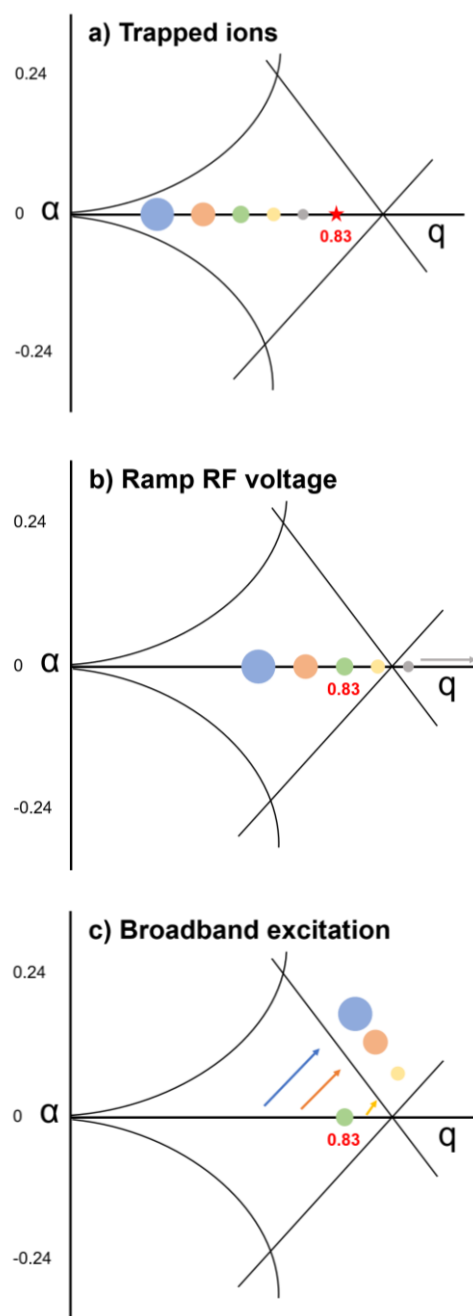 a) Trapped ions
0.24
0 α
0.83
q
-0.24
b) Ramp RF voltage
0.24
0 α
0.83
q
-0.24
c) Broadband excitation
0.24
0 α
0.83
q
-0.24